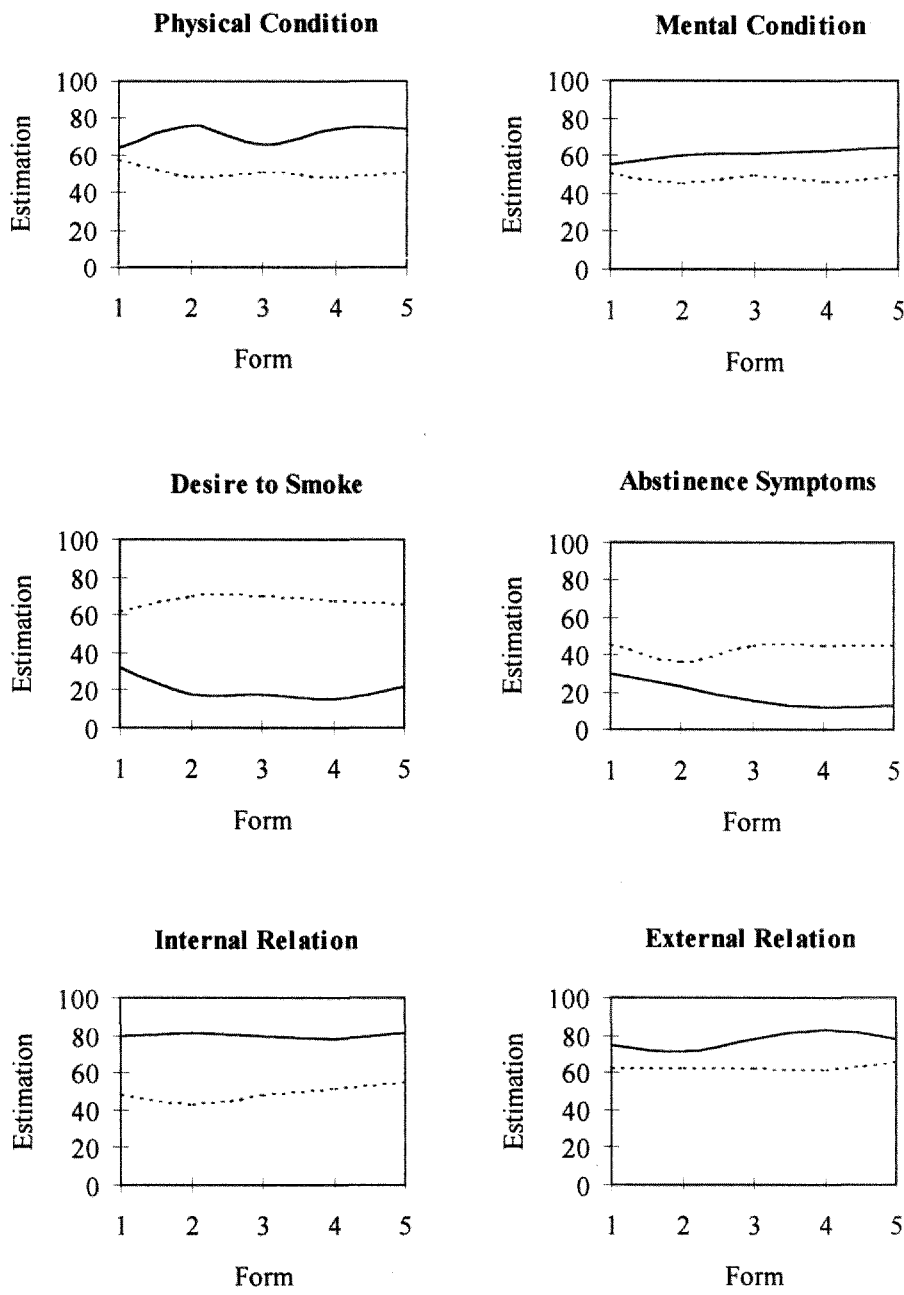 Physical Condition
100
80
60
40
20
0
Estimation
1 2 3 4 5
Form
Mental Condition
100
80
60
40
20
0
Estimation
1 2 3 4 5
Form
Desire to Smoke
100
80
60
40
20
0
Estimation
1 2 3 4 5
Form
Abstinence Symptoms
100
80
60
40
20
0
Estimation
1 2 3 4 5
Form
Internal Relation
100
80
60
40
20
0
Estimation
1 2 3 4 5
Form
External Relation
100
80
60
40
20
0
Estimation
1 2 3 4 5
Form